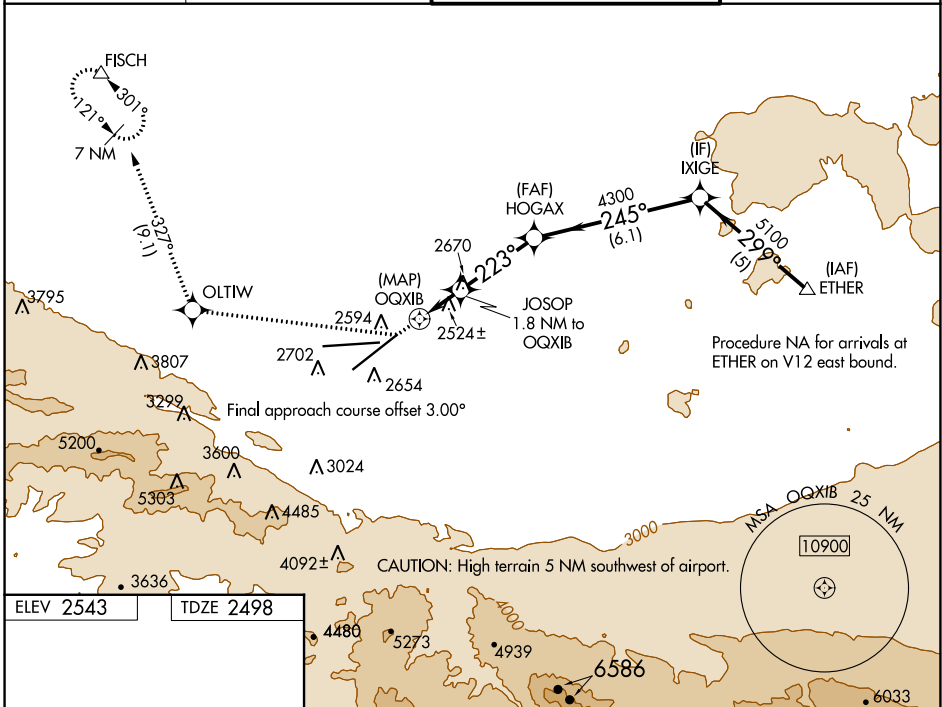 FISCH
301°
121°
7 NM
327°
(9.1)
OLTIW
(MAP)
OQXIB
2670
223°
(FAF)
HOGAX
4300
245°
(6.1)
(IF)
IXIGE
5100
299°
(5)
(IAF)
ETHER
JOSOP
1.8 NM to
OQXIB
2594
2524±
2702
2654
Procedure NA for arrivals at
ETHER on V12 east bound.
3795
3807
3299
Final approach course offset 3.00°
5200
3600
3024
5303
4485
4092±
3636
CAUTION: High terrain 5 NM southwest of airport.
3000
MSA OQXIB 25 NM
10900
ELEV 2543
TDZE 2498
4480
5273
4000
4939
6586
6033